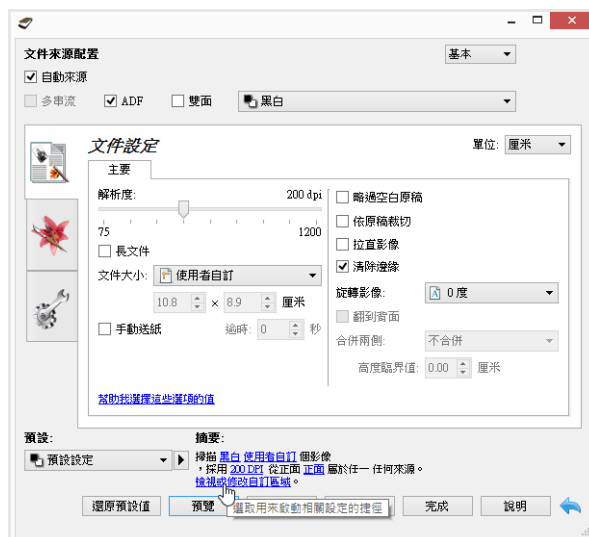 文件來源配置
基本
自動來源
多串流
ADF
雙面
黑白
文件設定
單位: 厘米
主要
解析度: 200 dpi
75 1200
長文件
文件大小: 使用者自訂
10.8 × 8.9 厘米
手動送紙 逾時: 0 秒
略過空白原稿
依原稿裁切
拉直影像
清除邊緣
旋轉影像: 0 度
翻到背面
合併兩側: 不合併
高度臨界值: 0.00 厘米
幫助我選擇這些選項的值
預設:
預設設定
摘要:
掃描 黑白 使用者自訂 個影像
，採用 200 DPI 從正面 正面 屬於任一 任何來源。
檢視或修改自訂區域。
還原預設值
預覽
選取用來啟動相關設定的捷徑
完成
說明